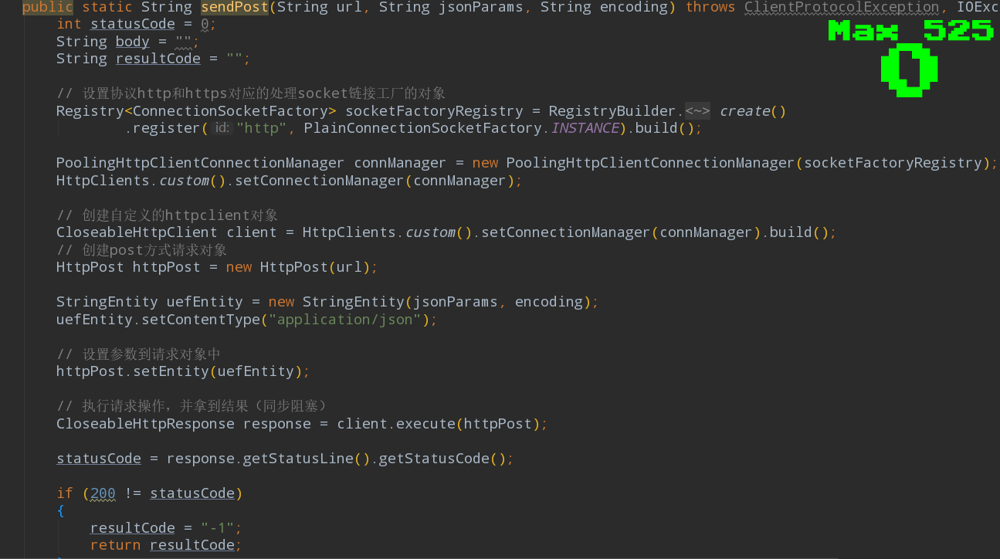 public static String sendPost(String url, String jsonParams, String encoding) throws ClientProtocolException, IOExc
int statusCode = 0;
Max 525
String body = "";
0
String resultCode = "";
// 设置协议http和https对应的处理socket链接工厂的对象
Registry<ConnectionSocketFactory> socketFactoryRegistry = RegistryBuilder.<~> create()
.register( id: "http", PlainConnectionSocketFactory.INSTANCE).build();
PoolingHttpClientConnectionManager connManager = new PoolingHttpClientConnectionManager(socketFactoryRegistry);
HttpClients.custom().setConnectionManager(connManager);
// 创建自定义的httpclient对象
CloseableHttpClient client = HttpClients.custom().setConnectionManager(connManager).build();
// 创建post方式请求对象
HttpPost httpPost = new HttpPost(url);
StringEntity uefEntity = new StringEntity(jsonParams, encoding);
uefEntity.setContentType("application/json");
// 设置参数到请求对象中
httpPost.setEntity(uefEntity);
// 执行请求操作，并拿到结果（同步阻塞）
CloseableHttpResponse response = client.execute(httpPost);
statusCode = response.getStatusLine().getStatusCode();
if (200 != statusCode)
{
resultCode = "-1";
return resultCode;